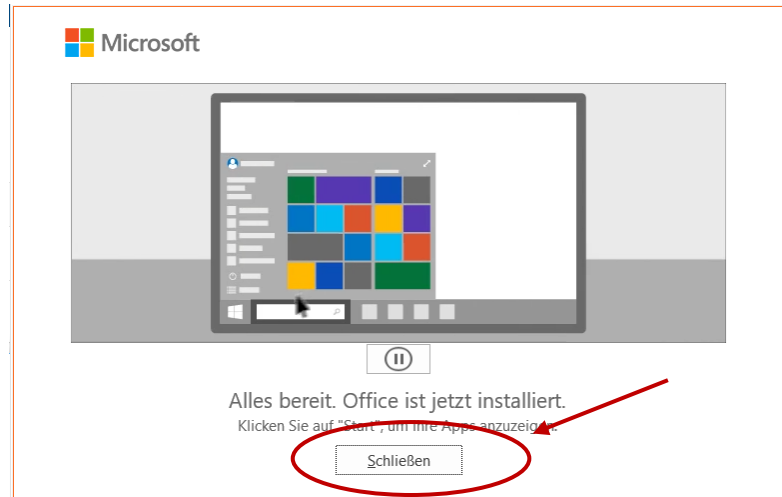 Microsoft
Alles bereit. Office ist jetzt installiert.
Klicken Sie auf "Start", um Ihre Apps anzuzeigen.
Schließen